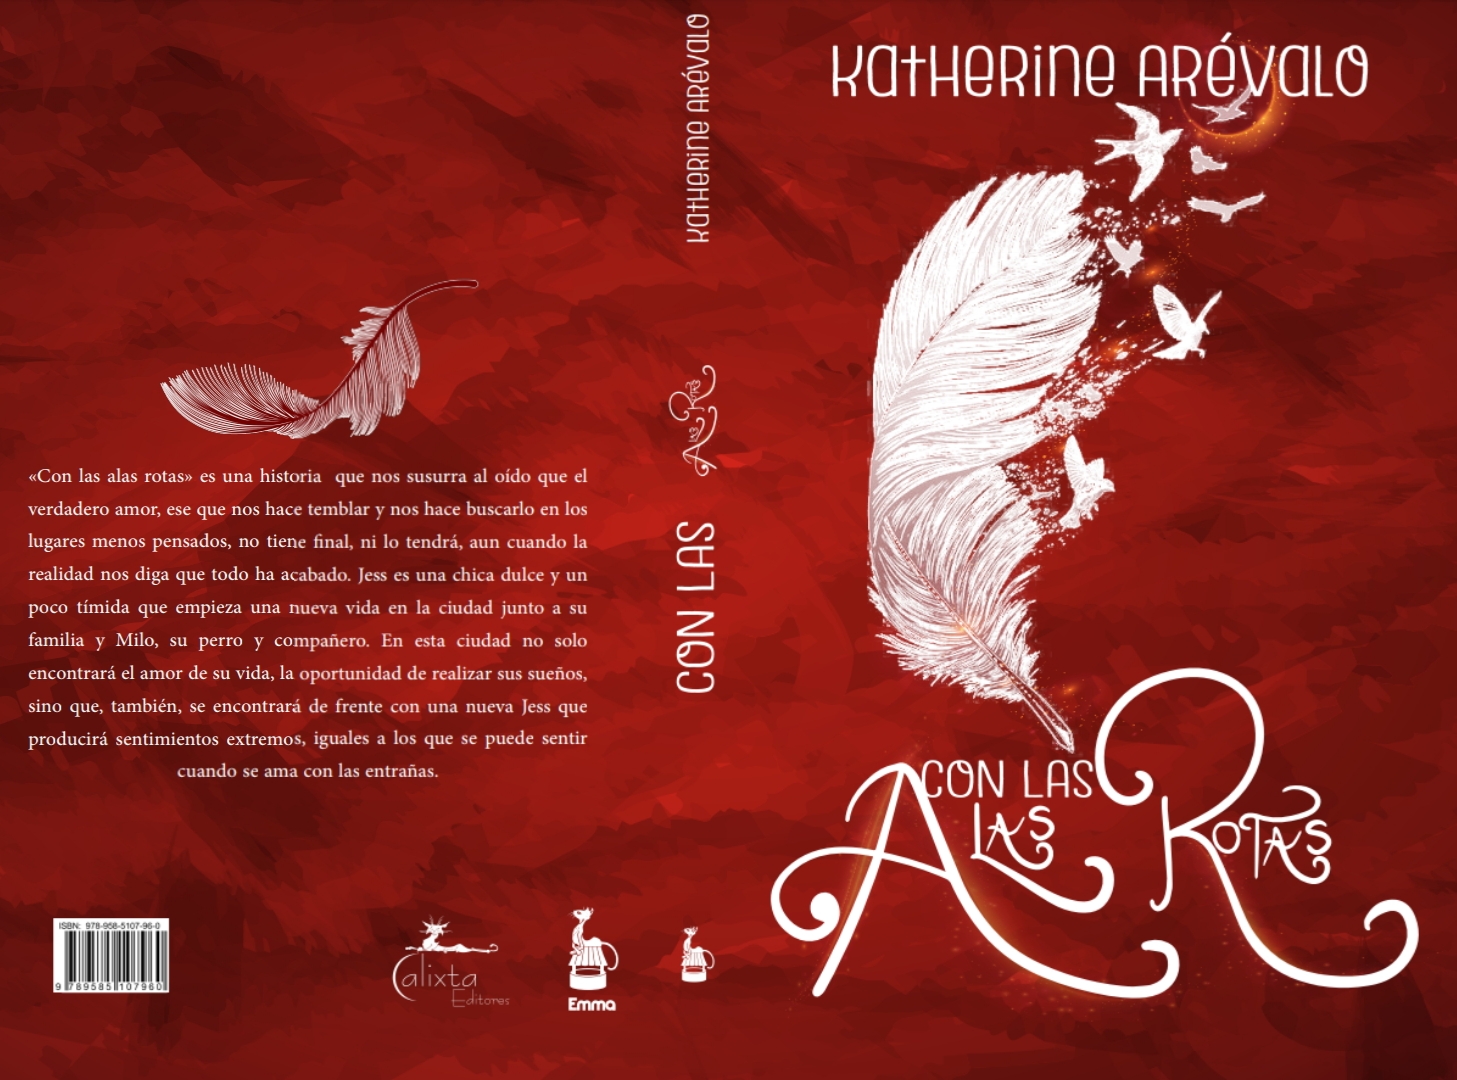 «Con las alas rotas» es una historia que nos susurra al oído que el
verdadero amor, ese que nos hace temblar y nos hace buscarlo en los
lugares menos pensados, no tiene final, ni lo tendrá, aun cuando la
realidad nos diga que todo ha acabado. Jess es una chica dulce y un
poco tímida que empieza una nueva vida en la ciudad junto a su
familia y Milo, su perro y compañero. En esta ciudad no solo
encontrará el amor de su vida, la oportunidad de realizar sus sueños,
sino que, también, se encontrará de frente con una nueva Jess que
producirá sentimientos extremos, iguales a los que se puede sentir
cuando se ama con las entrañas.
ISBN: 978-958-5107-96-0
9 789585 107960
Calixta
Editores
Emma
CON LAS
ALAS ROTAS
KATHERINE ARÉVALO
KATHERINE ARÉVALO
CON LAS
ALAS ROTAS